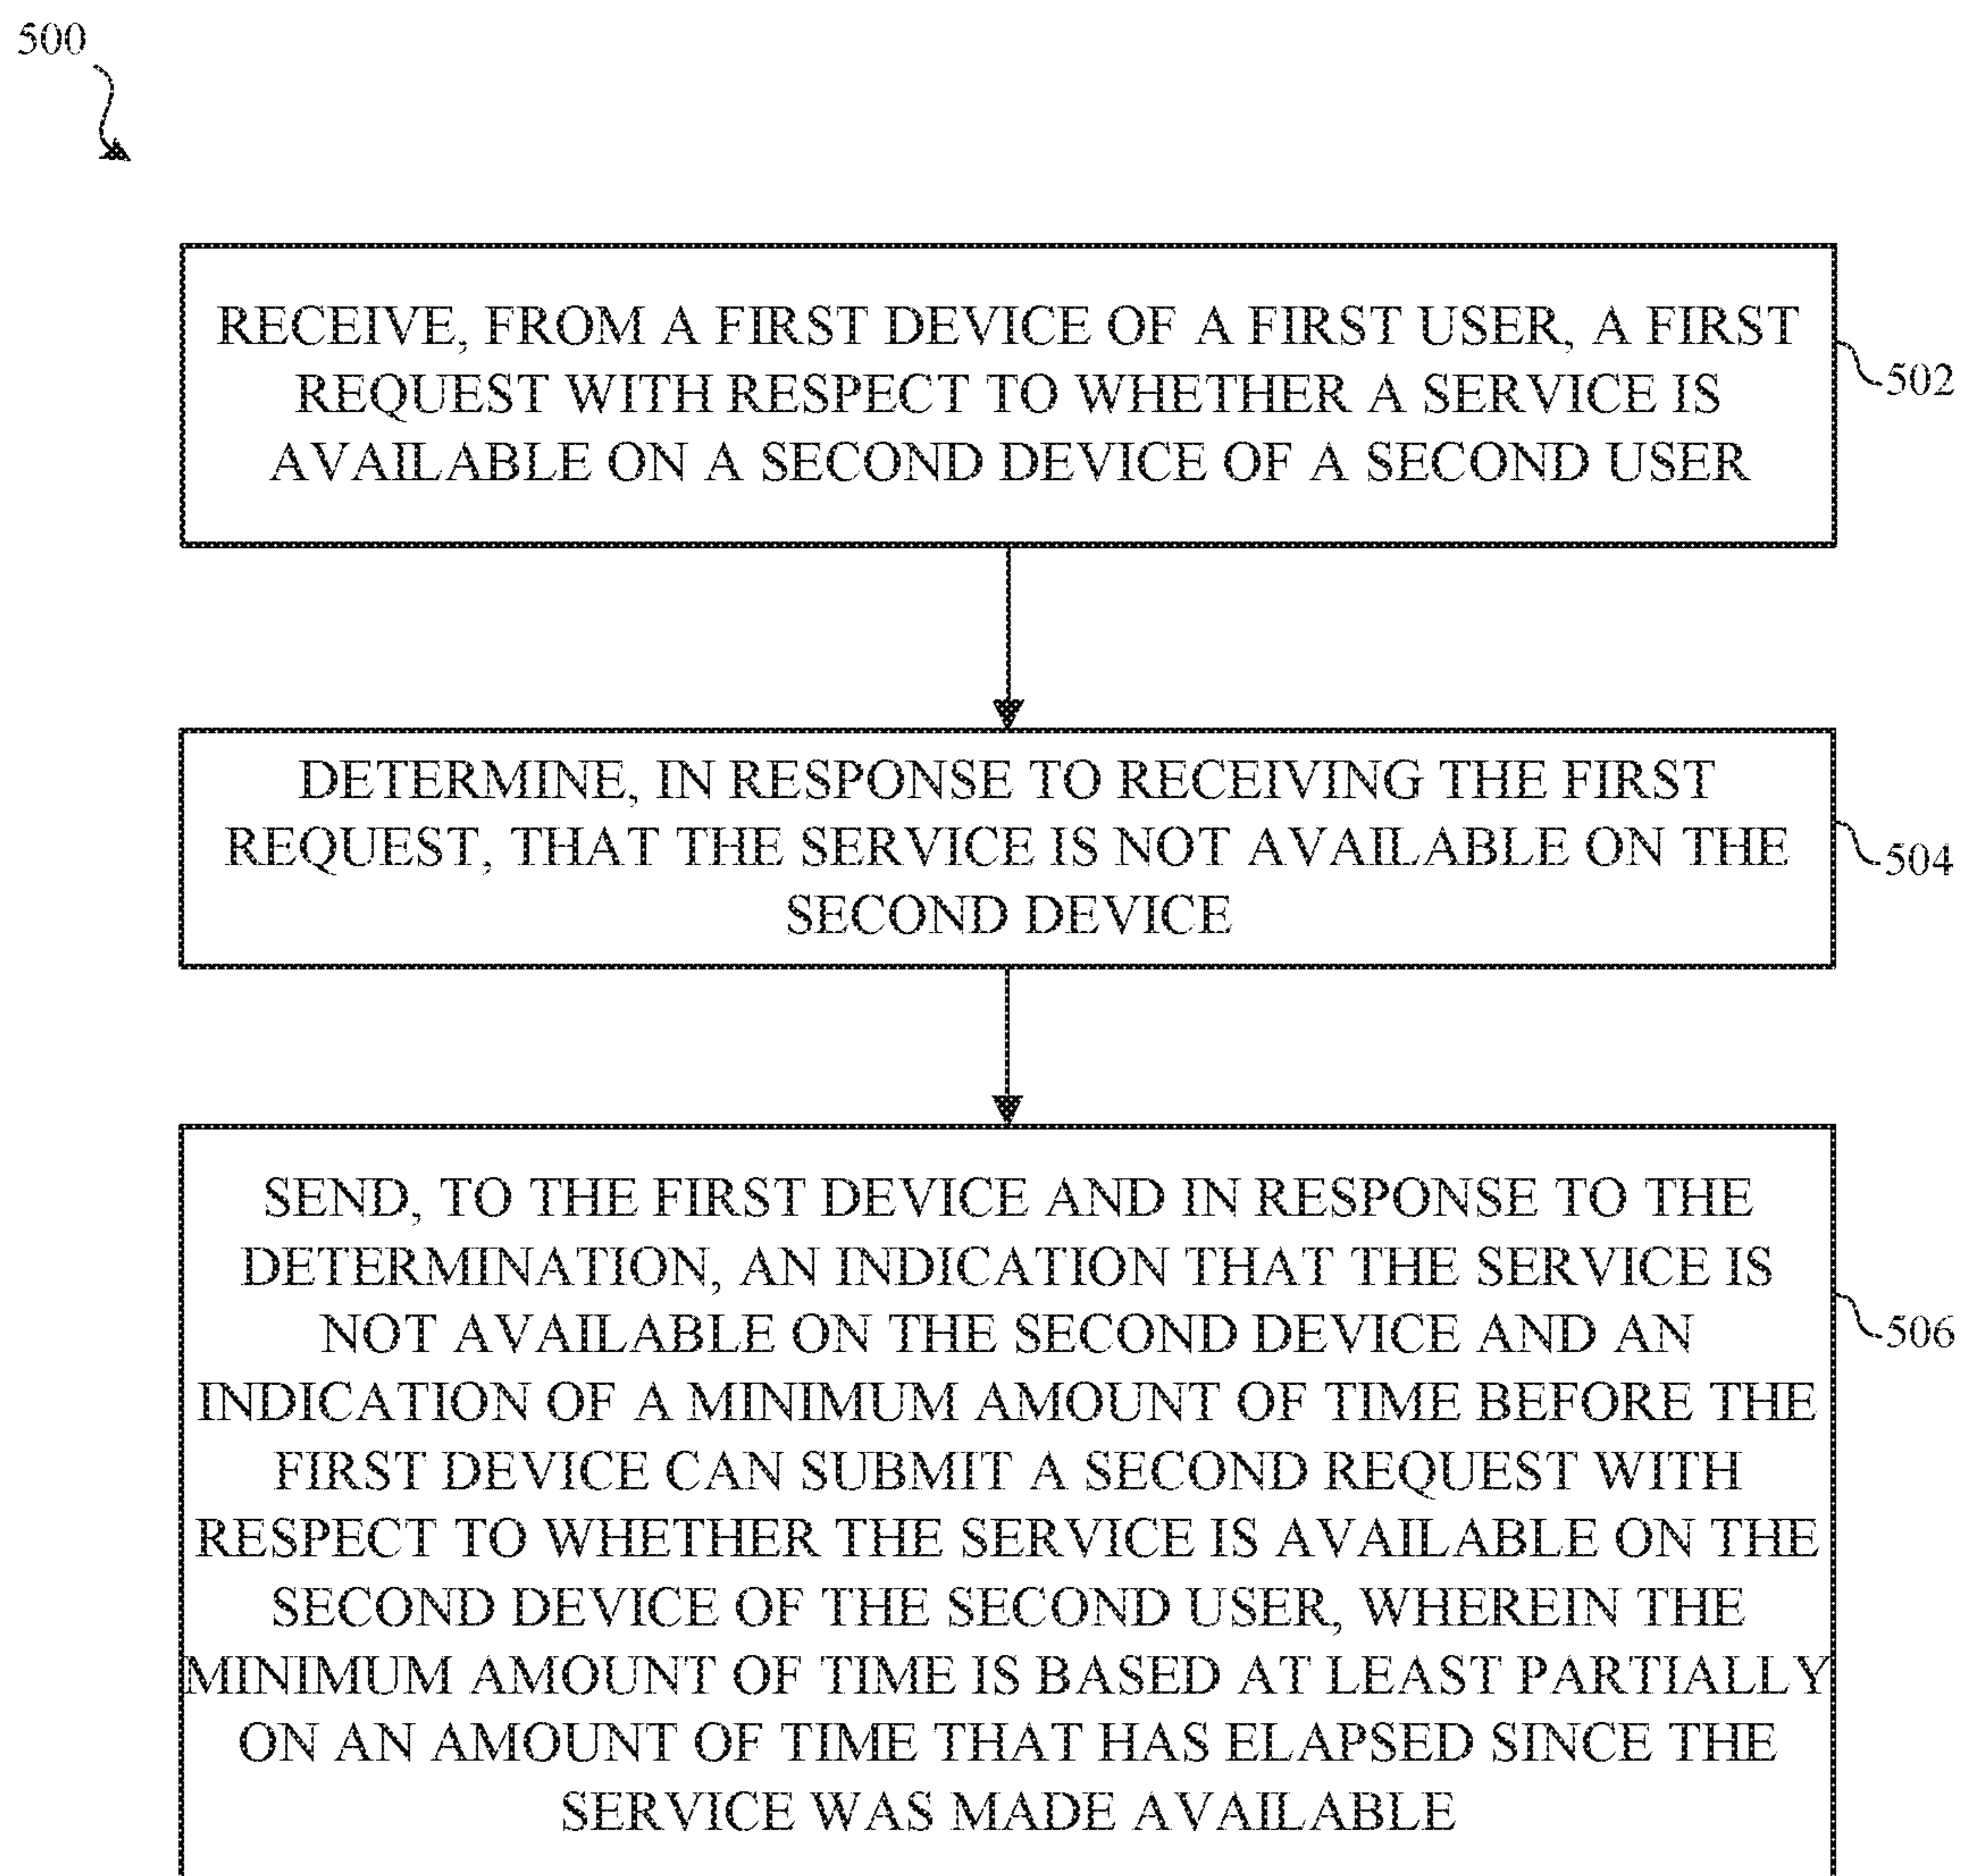 500
RECEIVE, FROM A FIRST DEVICE OF A FIRST USER, A FIRST
REQUEST WITH RESPECT TO WHETHER A SERVICE IS
AVAILABLE ON A SECOND DEVICE OF A SECOND USER
502
DETERMINE, IN RESPONSE TO RECEIVING THE FIRST
REQUEST, THAT THE SERVICE IS NOT AVAILABLE ON THE
SECOND DEVICE
504
SEND, TO THE FIRST DEVICE AND IN RESPONSE TO THE
DETERMINATION, AN INDICATION THAT THE SERVICE IS
NOT AVAILABLE ON THE SECOND DEVICE AND AN
INDICATION OF A MINIMUM AMOUNT OF TIME BEFORE THE
FIRST DEVICE CAN SUBMIT A SECOND REQUEST WITH
RESPECT TO WHETHER THE SERVICE IS AVAILABLE ON THE
SECOND DEVICE OF THE SECOND USER, WHEREIN THE
MINIMUM AMOUNT OF TIME IS BASED AT LEAST PARTIALLY
ON AN AMOUNT OF TIME THAT HAS ELAPSED SINCE THE
SERVICE WAS MADE AVAILABLE
506